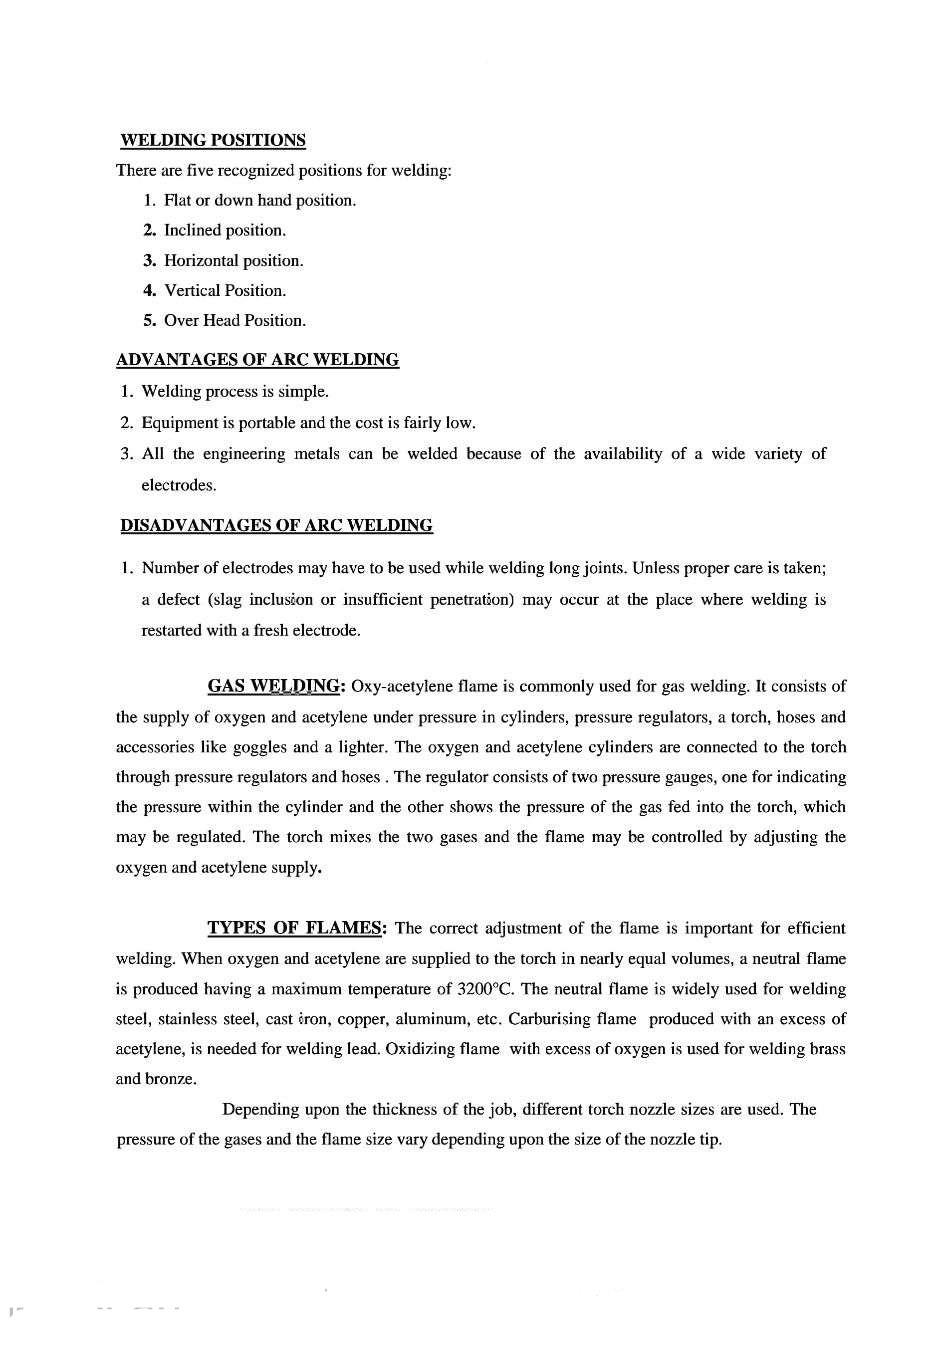 WELDING POSITIONS
There are five recognized positions for welding:
1. Flat or down hand position.
2. Inclined position.
3. Horizontal position.
4. Vertical Position.
5. Over Head Position.
ADVANTAGES OF ARC WELDING
1. Welding process is simple.
2. Equipment is portable and the cost is fairly low.
3. All the engineering metals can be welded because of the availability of a wide variety of
electrodes.
DISADVANTAGES OF ARC WELDING
1. Number of electrodes may have to be used while welding long joints. Unless proper care is taken;
a defect (slag inclusion or insufficient penetration) may occur at the place where welding is
restarted with a fresh electrode.
GAS WELDING: Oxy-acetylene flame is commonly used for gas welding. It consists of
the supply of oxygen and acetylene under pressure in cylinders, pressure regulators, a torch, hoses and
accessories like goggles and a lighter. The oxygen and acetylene cylinders are connected to the torch
through pressure regulators and hoses . The regulator consists of two pressure gauges, one for indicating
the pressure within the cylinder and the other shows the pressure of the gas fed into the torch, which
may be regulated. The torch mixes the two gases and the flame may be controlled by adjusting the
oxygen and acetylene supply.
TYPES OF FLAMES: The correct adjustment of the flame is important for efficient
welding. When oxygen and acetylene are supplied to the torch in nearly equal volumes, a neutral flame
is produced having a maximum temperature of 3200°C. The neutral flame is widely used for welding
steel, stainless steel, cast iron, copper, aluminum, etc. Carburising flame produced with an excess of
acetylene, is needed for welding lead. Oxidizing flame with excess of oxygen is used for welding brass
and bronze.
Depending upon the thickness of the job, different torch nozzle sizes are used. The
pressure of the gases and the flame size vary depending upon the size of the nozzle tip.